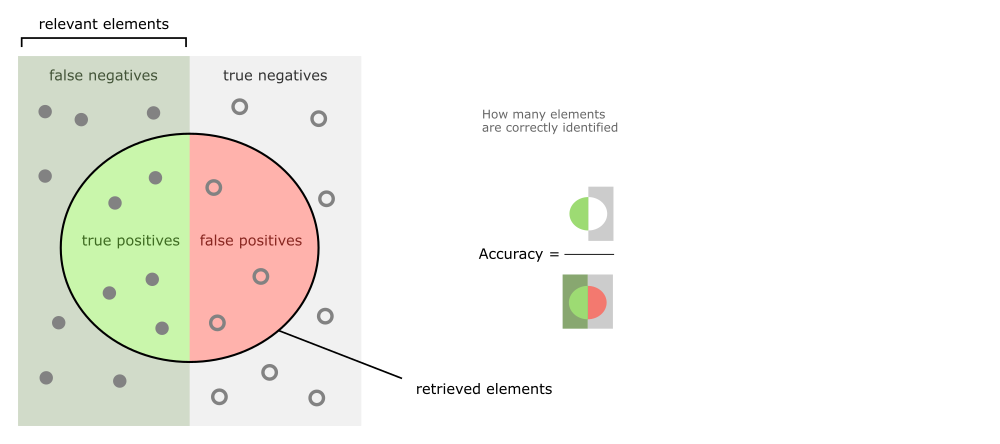 relevant elements
false negatives
true negatives
How many elements
are correctly identified
true positives
false positives
Accuracy =
retrieved elements